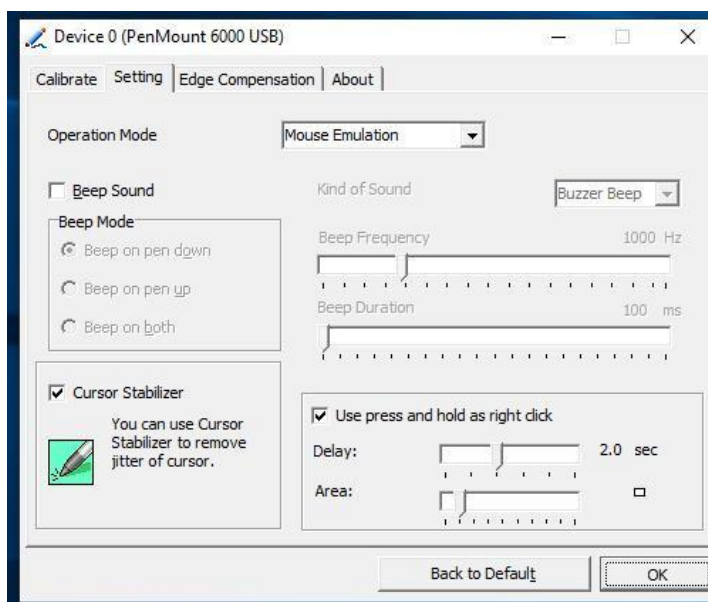 Device 0 (PenMount 6000 USB)
Calibrate Setting Edge Compensation About
Operation Mode Mouse Emulation
Beep Sound Kind of Sound Buzzer Beep
Beep Mode
Beep on pen down
Beep on pen up
Beep on both
Beep Frequency 1000 Hz
Beep Duration 100 ms
Cursor Stabilizer
You can use Cursor
Stabilizer to remove
jitter of cursor.
Use press and hold as right click
Delay: 2.0 sec
Area:
Back to Default OK